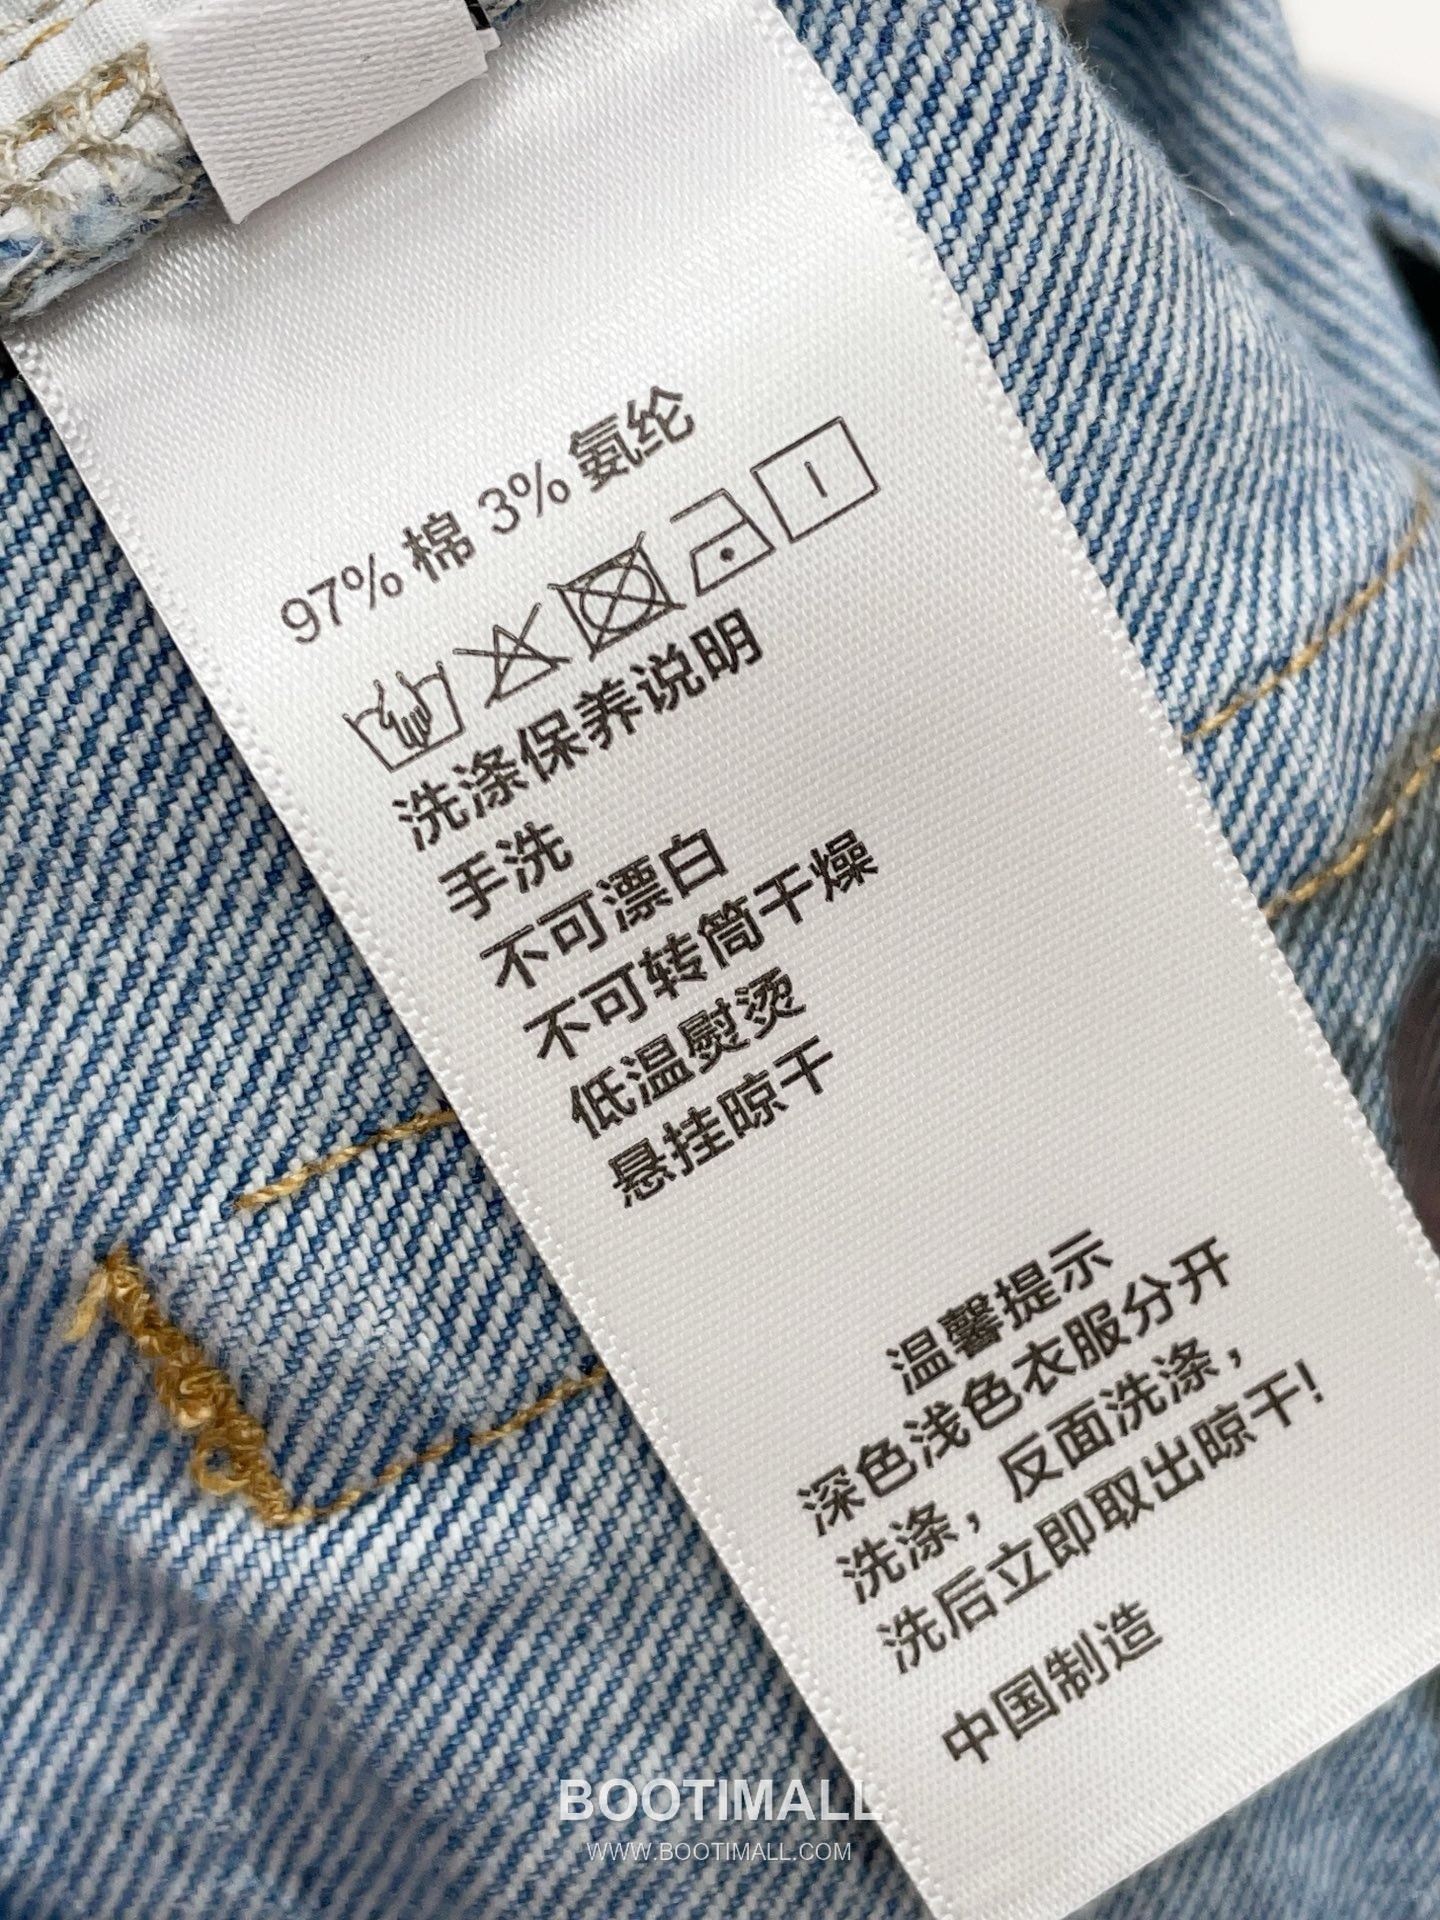 97% 棉 3% 氨纶
洗涤保养说明
手洗
不可漂白
不可转筒干燥
低温熨烫
悬挂晾干
温馨提示
深色浅色衣服分开
洗涤，反面洗涤，
洗后立即取出晾干!
中国制造
BOOTIMALL
WWW.BOOTIMALL.COM